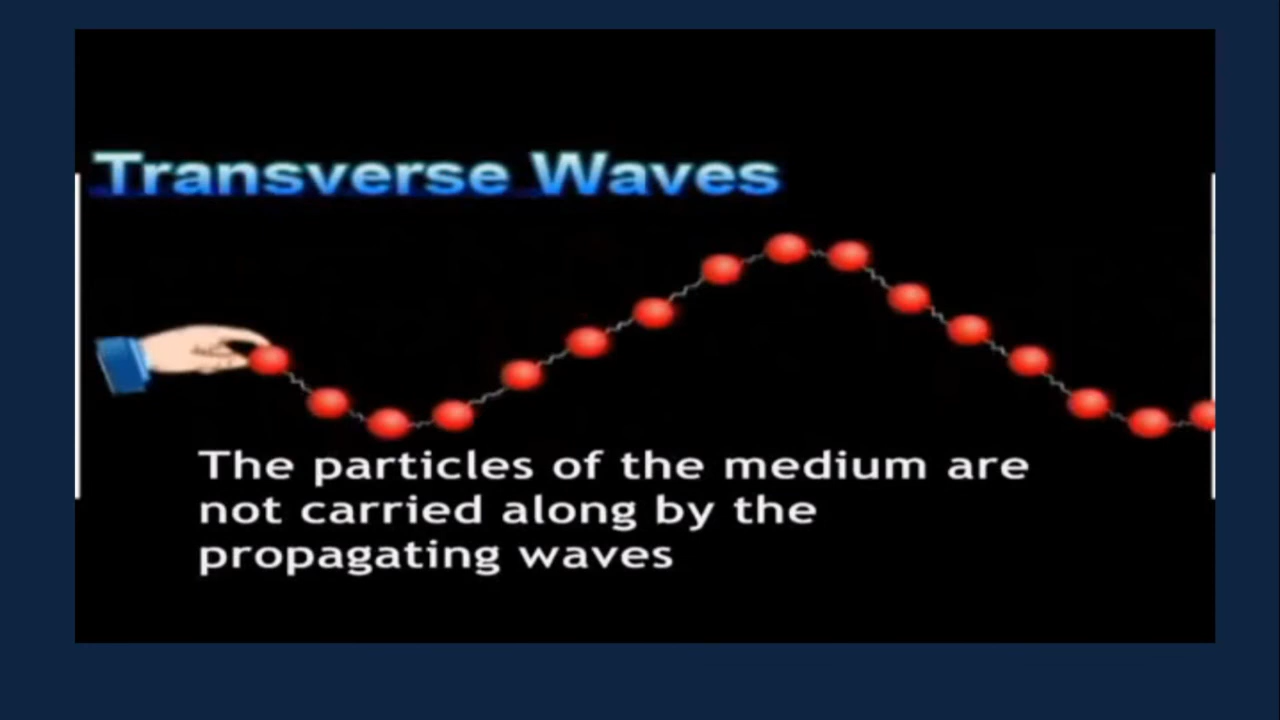 Transverse Waves
The particles of the medium are
not carried along by the
propagating waves